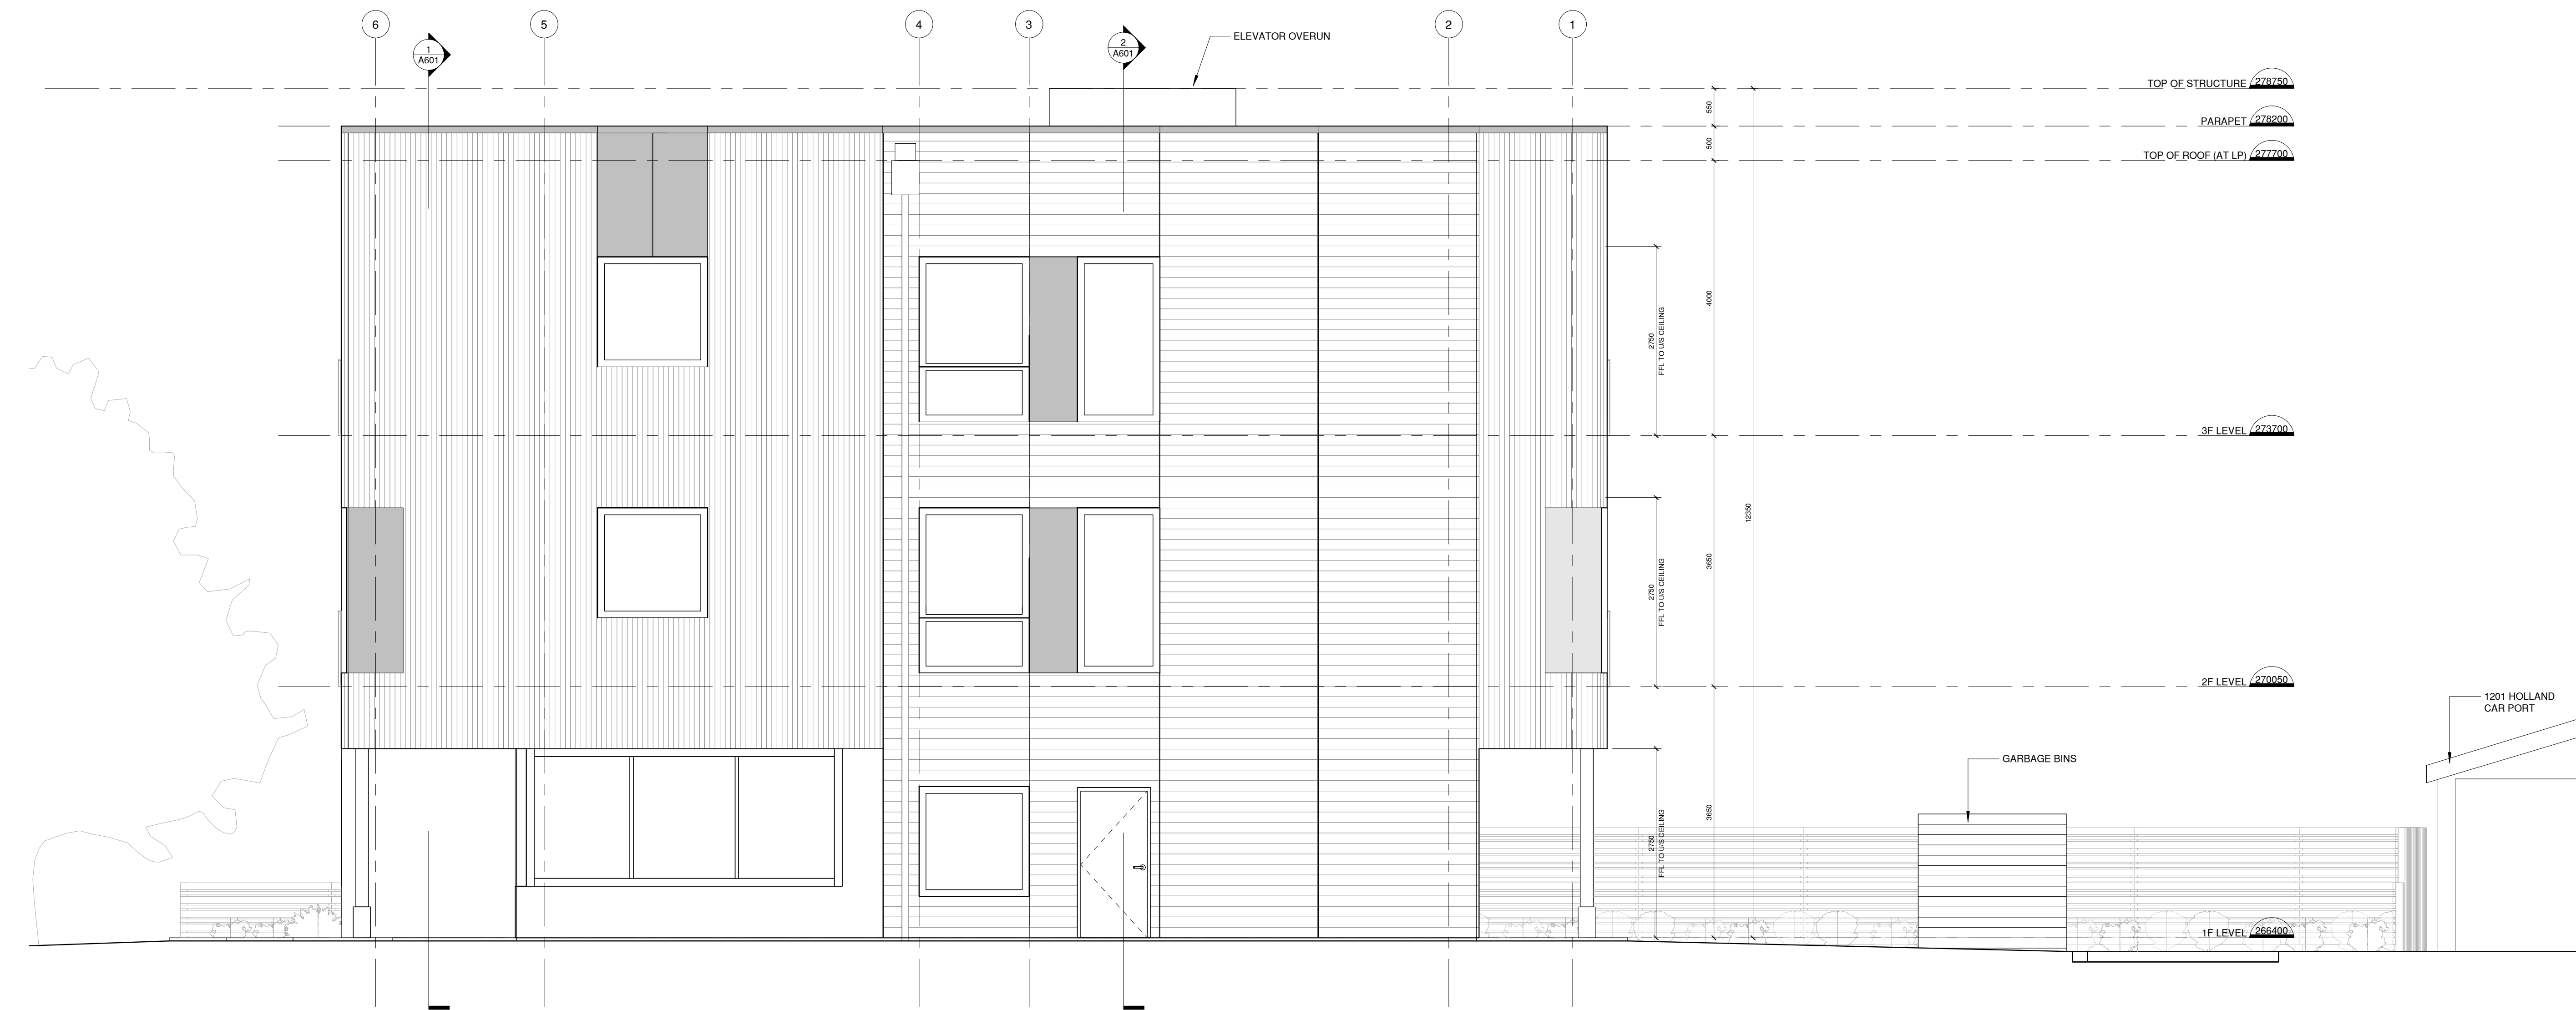 6
5
4
3
2
1
1
A601
2
A601
ELEVATOR OVERUN
TOP OF STRUCTURE 278750
PARAPET 278200
TOP OF ROOF (AT LP) 277700
550
500
4000
2750
FFL TO U/S CEILING
3F LEVEL 273700
12350
3650
2750
FFL TO U/S CEILING
2F LEVEL 270050
1201 HOLLAND
CAR PORT
GARBAGE BINS
3650
2750
FFL TO U/S CEILING
1F LEVEL 266400